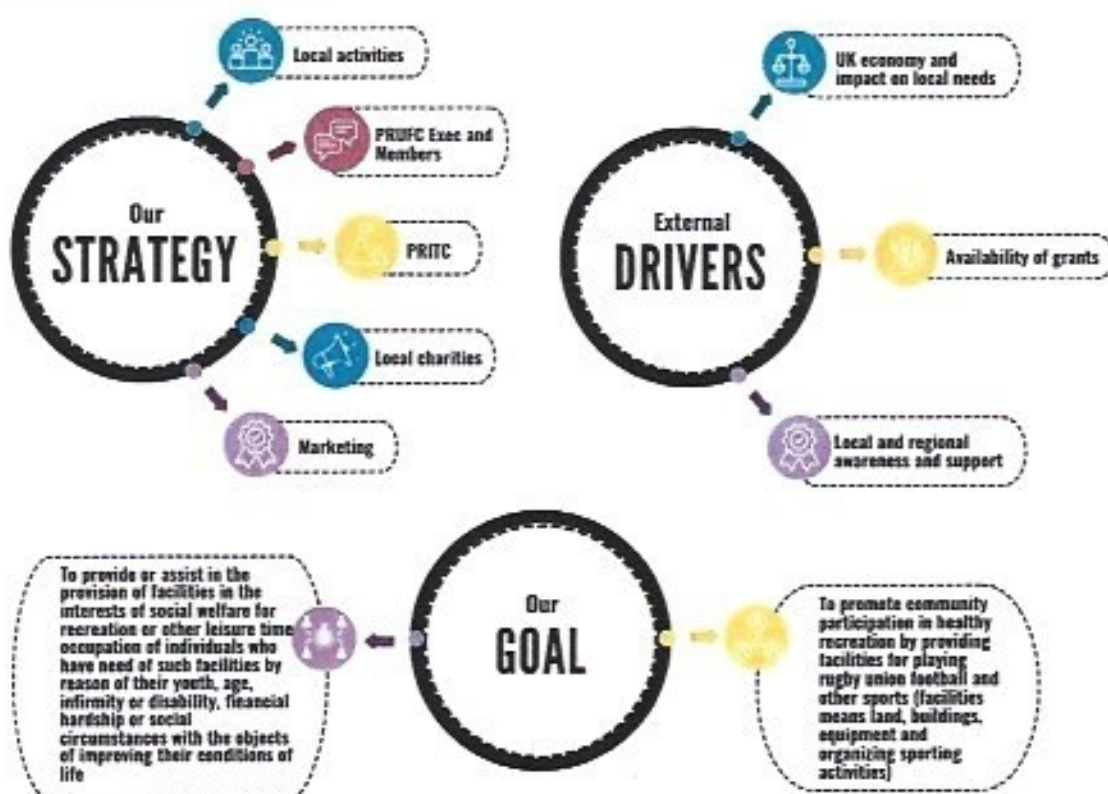 Local activities
PRUFC Exec and
Members
Our
STRATEGY
PRITC
Local charities
Marketing
UK economy and
impact on local needs
External
DRIVERS
Availability of grants
Local and regional
awareness and support
To provide or assist in the
provision of facilities in the
interests of social welfare for
recreation or other leisure time
occupation of individuals who
have need of such facilities by
reason of their youth, age,
infirmity or disability, financial
hardship or social
circumstances with the objects
of improving their conditions of
life
Our
GOAL
To promote community
participation in healthy
recreation by providing
facilities for playing
rugby union football and
other sports (facilities
means land, buildings,
equipment and
organizing sporting
activities)